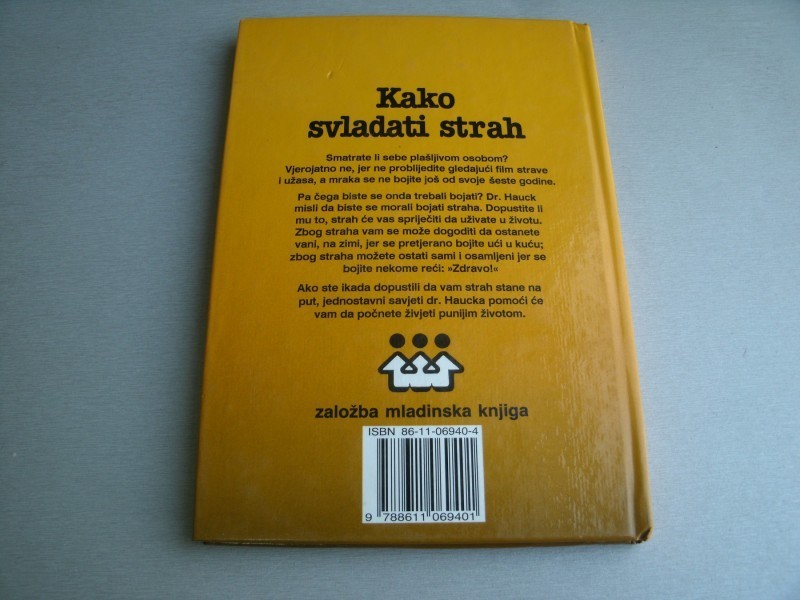 Kako
svladati strah
Smatrate li sebe plašljivom osobom?
Vjerojatno ne, jer ne problijedite gledajući film strave
i užasa, a mraka se ne bojite još od svoje šeste godine.
Pa čega biste se onda trebali bojati? Dr. Hauck
misli da biste se morali bojati straha. Dopustite li
mu to, strah će vas spriječiti da uživate u životu.
Zbog straha vam se može dogoditi da ostanete
vani, na zimi, jer se pretjerano bojite ući u kuću;
zbog straha možete ostati sami i osamljeni jer se
bojite nekome reći: »Zdravo!«
Ako ste ikada dopustili da vam strah stane na
put, jednostavni savjeti dr. Haucka pomoći će
vam da počnete živjeti punijim životom.
založba mladinska knjiga
ISBN 86-11-06940-4
9 788611 069401